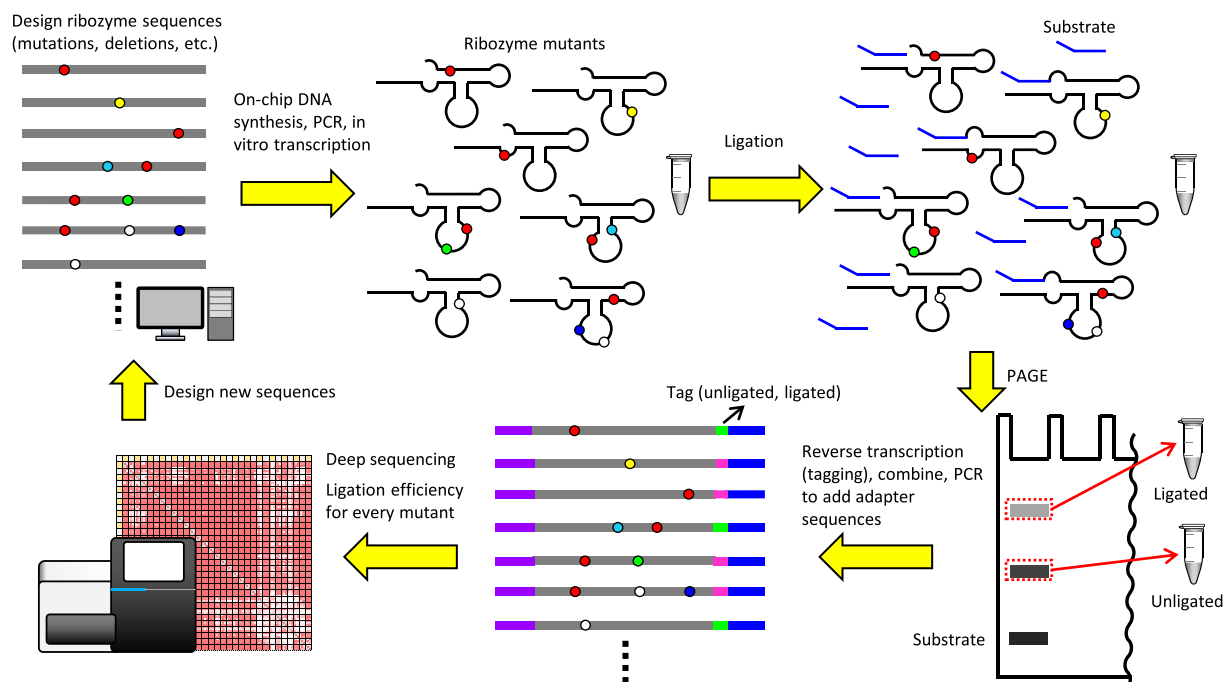 Design ribozyme sequences
(mutations, deletions, etc.)
On-chip DNA
synthesis, PCR, in
vitro transcription
Ribozyme mutants
Ligation
Substrate
PAGE
Ligated
Unligated
Substrate
Reverse transcription
(tagging), combine, PCR
to add adapter
sequences
Tag (unligated, ligated)
Deep sequencing
Ligation efficiency
for every mutant
Design new sequences